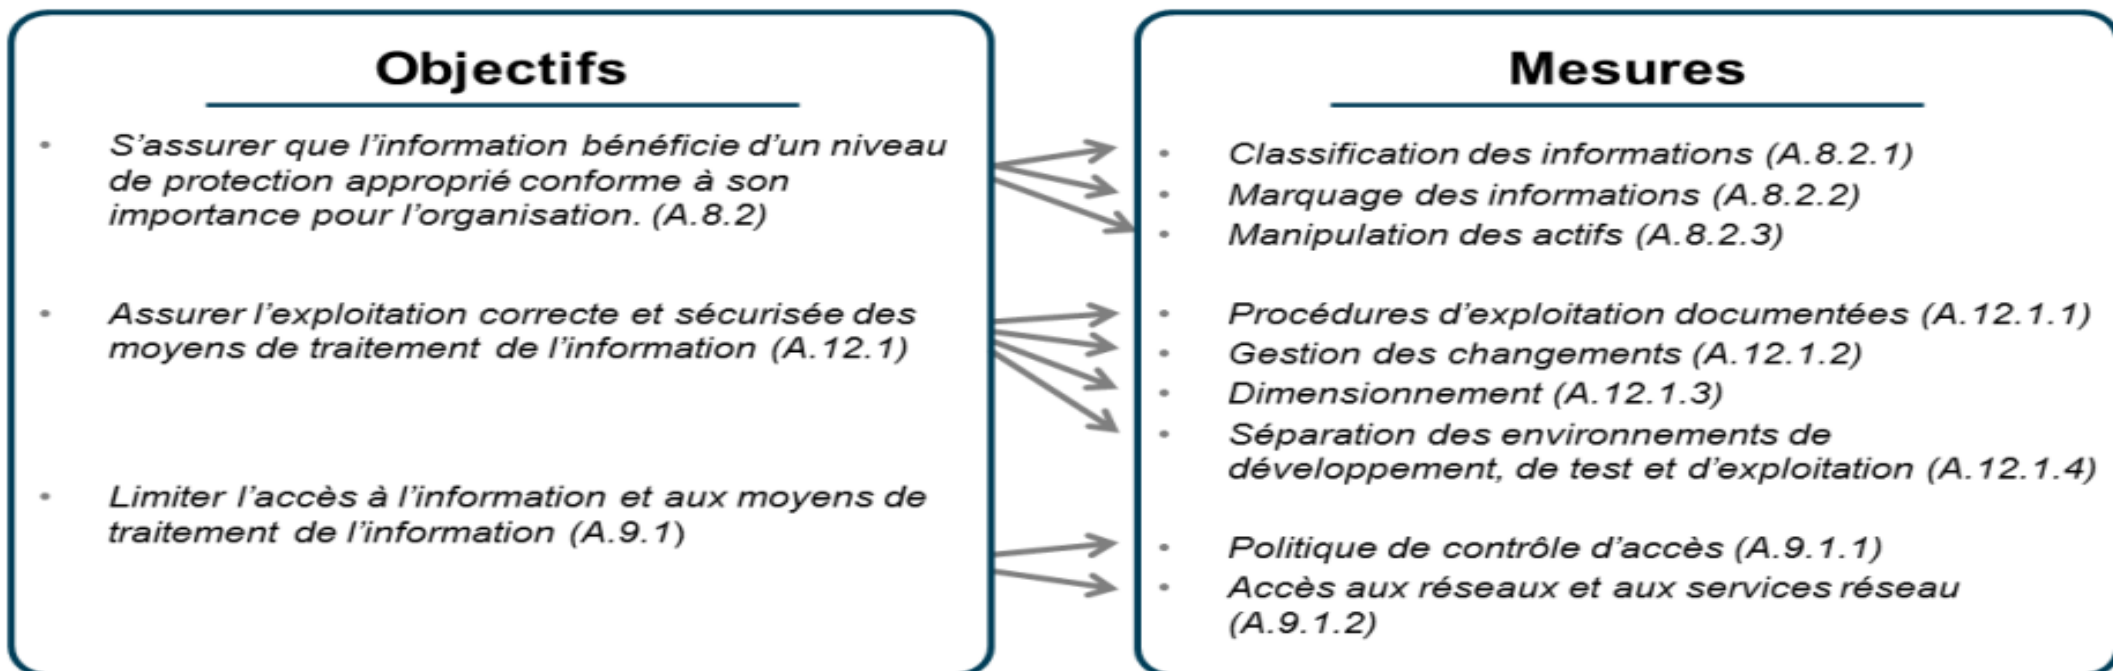 Objectifs
• S’assurer que l’information bénéficie d’un niveau
de protection approprié conforme à son
importance pour l’organisation. (A.8.2)
• Assurer l’exploitation correcte et sécurisée des
moyens de traitement de l’information (A.12.1)
• Limiter l’accès à l’information et aux moyens de
traitement de l’information (A.9.1)
Mesures
• Classification des informations (A.8.2.1)
• Marquage des informations (A.8.2.2)
• Manipulation des actifs (A.8.2.3)
• Procédures d’exploitation documentées (A.12.1.1)
• Gestion des changements (A.12.1.2)
• Dimensionnement (A.12.1.3)
• Séparation des environnements de
développement, de test et d’exploitation (A.12.1.4)
• Politique de contrôle d’accès (A.9.1.1)
• Accès aux réseaux et aux services réseau
(A.9.1.2)